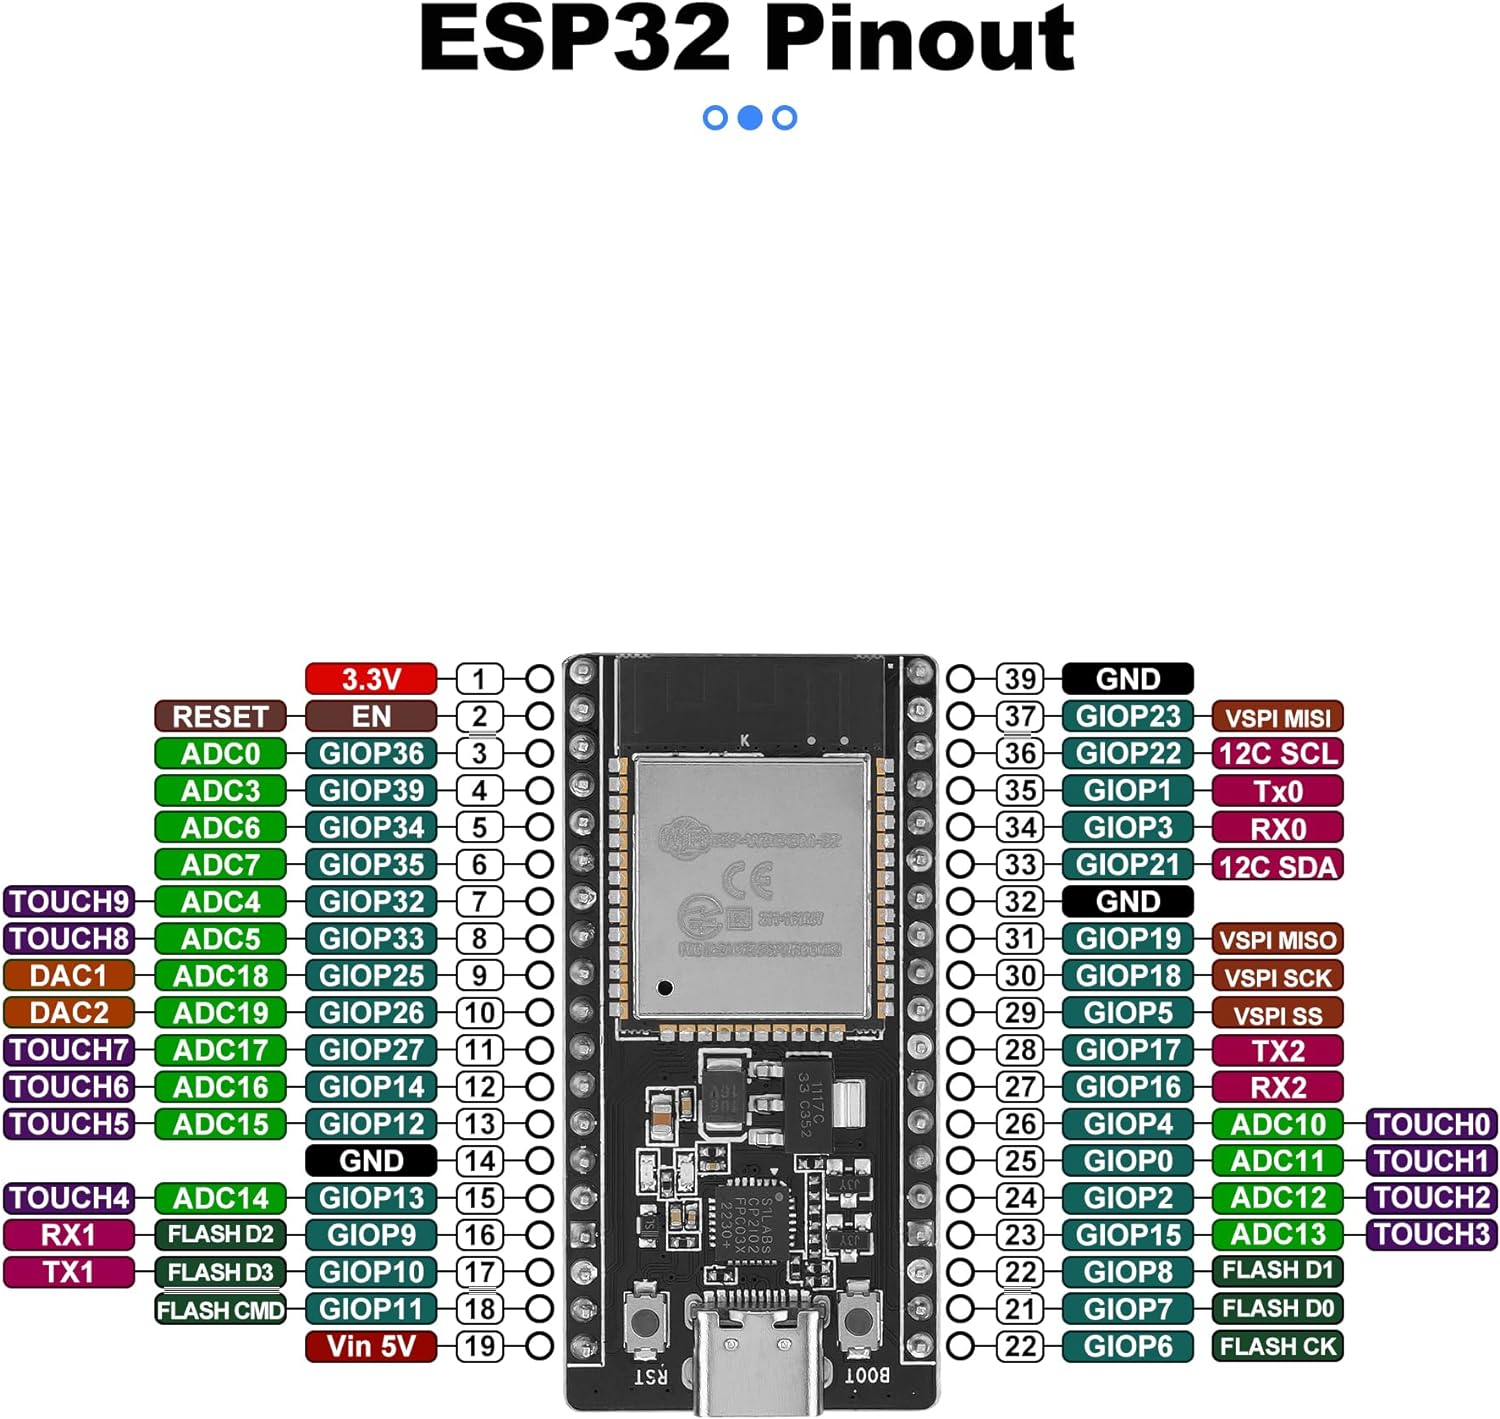 ESP32 Pinout
3.3V 1 39 GND
RESET EN 2 37 GIOP23 VSPI MISI
ADC0 GIOP36 3 36 GIOP22 12C SCL
ADC3 GIOP39 4 35 GIOP1 Tx0
ADC6 GIOP34 5 34 GIOP3 RX0
ADC7 GIOP35 6 33 GIOP21 12C SDA
TOUCH9 ADC4 GIOP32 7 32 GND
TOUCH8 ADC5 GIOP33 8 31 GIOP19 VSPI MISO
DAC1 ADC18 GIOP25 9 30 GIOP18 VSPI SCK
DAC2 ADC19 GIOP26 10 29 GIOP5 VSPI SS
TOUCH7 ADC17 GIOP27 11 28 GIOP17 TX2
TOUCH6 ADC16 GIOP14 12 27 GIOP16 RX2
TOUCH5 ADC15 GIOP12 13 26 GIOP4 ADC10 TOUCH0
GND 14 25 GIOP0 ADC11 TOUCH1
TOUCH4 ADC14 GIOP13 15 24 GIOP2 ADC12 TOUCH2
RX1 FLASH D2 GIOP9 16 23 GIOP15 ADC13 TOUCH3
TX1 FLASH D3 GIOP10 17 22 GIOP8 FLASH D1
FLASH CMD GIOP11 18 21 GIOP7 FLASH D0
Vin 5V 19 22 GIOP6 FLASH CK
K
CE
1117C
33 C352
SILABS
CP2102
FPC03X
2230+
J3Y
J3Y
RST
BOOT